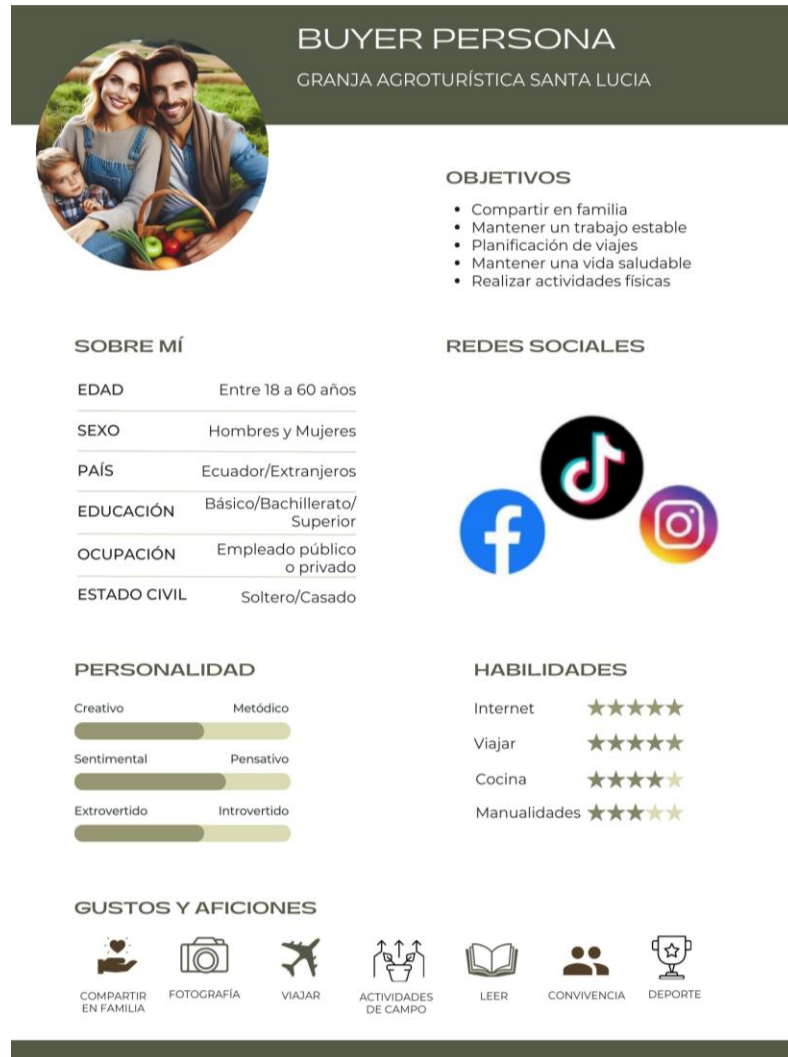 BUYER PERSONA
GRANJA AGROTURÍSTICA SANTA LUCIA
OBJETIVOS
• Compartir en familia
• Mantener un trabajo estable
• Planificación de viajes
• Mantener una vida saludable
• Realizar actividades físicas
SOBRE MÍ
EDAD Entre 18 a 60 años
SEXO Hombres y Mujeres
PAÍS Ecuador/Extranjeros
EDUCACIÓN Básico/Bachillerato/
Superior
OCUPACIÓN Empleado público
o privado
ESTADO CIVIL Soltero/Casado
REDES SOCIALES
PERSONALIDAD
Creativo Metódico
Sentimental Pensativo
Extrovertido Introvertido
HABILIDADES
Internet
Viajar
Cocina
Manualidades
GUSTOS Y AFICIONES
COMPARTIR
EN FAMILIA
FOTOGRAFÍA
VIAJAR
ACTIVIDADES
DE CAMPO
LEER
CONVIVENCIA
DEPORTE